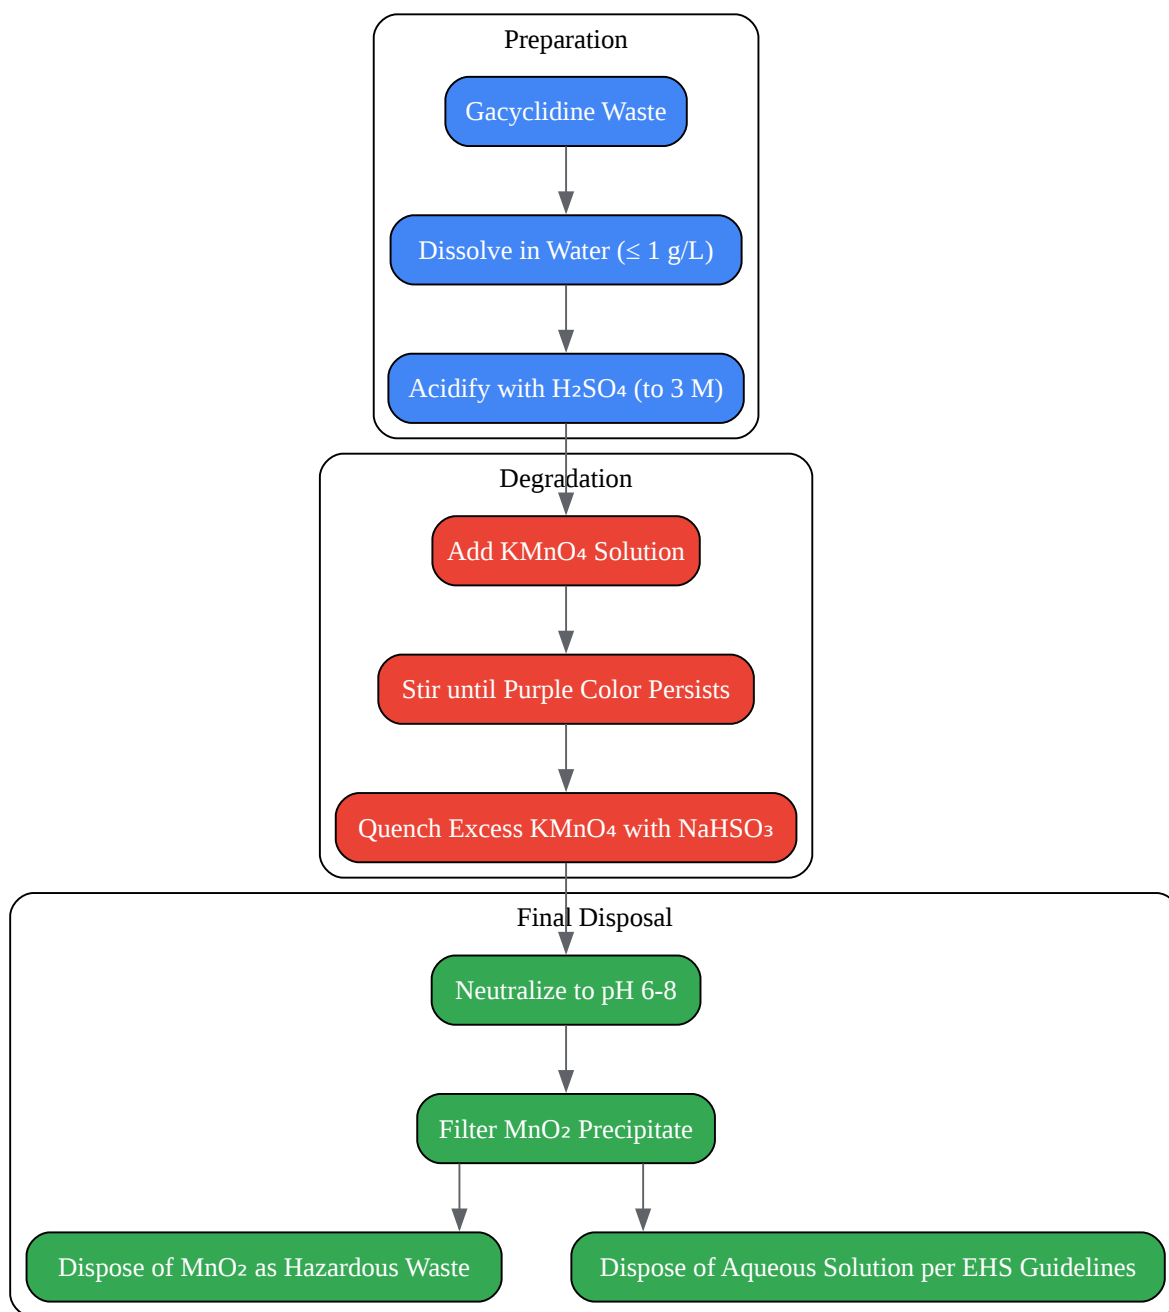 Preparation
Gacyclidine Waste
Dissolve in Water (≤ 1 g/L)
Acidify with H₂SO₄ (to 3 M)
Degradation
Add KMnO₄ Solution
Stir until Purple Color Persists
Quench Excess KMnO₄ with NaHSO₃
Final Disposal
Neutralize to pH 6-8
Filter MnO₂ Precipitate
Dispose of MnO₂ as Hazardous Waste
Dispose of Aqueous Solution per EHS Guidelines